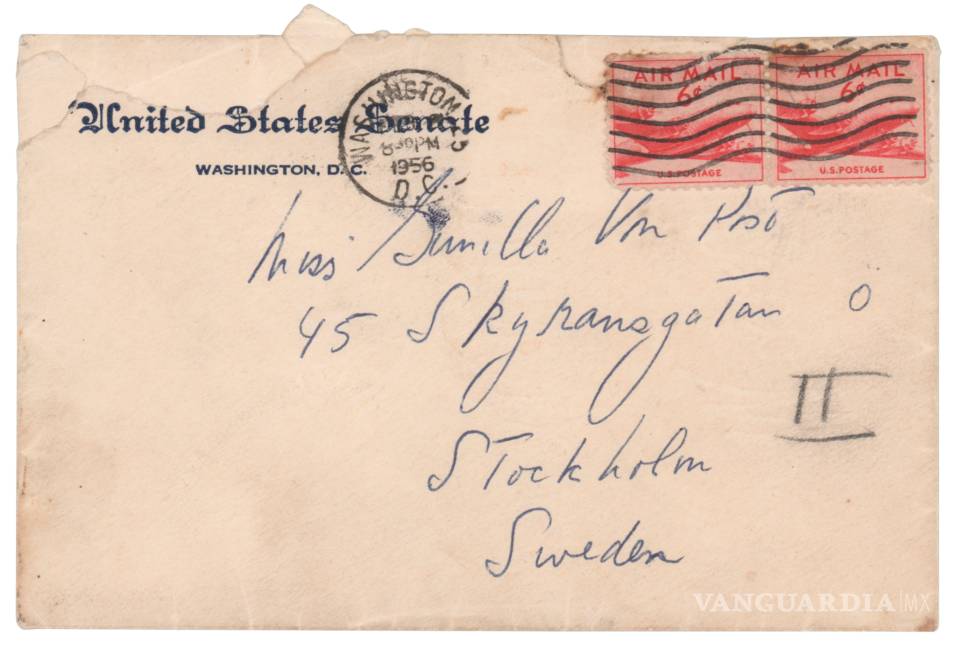 United States Senate
WASHINGTON, D. C.
WASHINGTON
8 30 PM
1956
D.C.
AIR MAIL
6¢
U.S. POSTAGE
AIR MAIL
6¢
U.S. POSTAGE
Miss Gunilla Von Post
45 Skyransgatan
II
Stockholm
Sweden
VANGUARDIA|MX